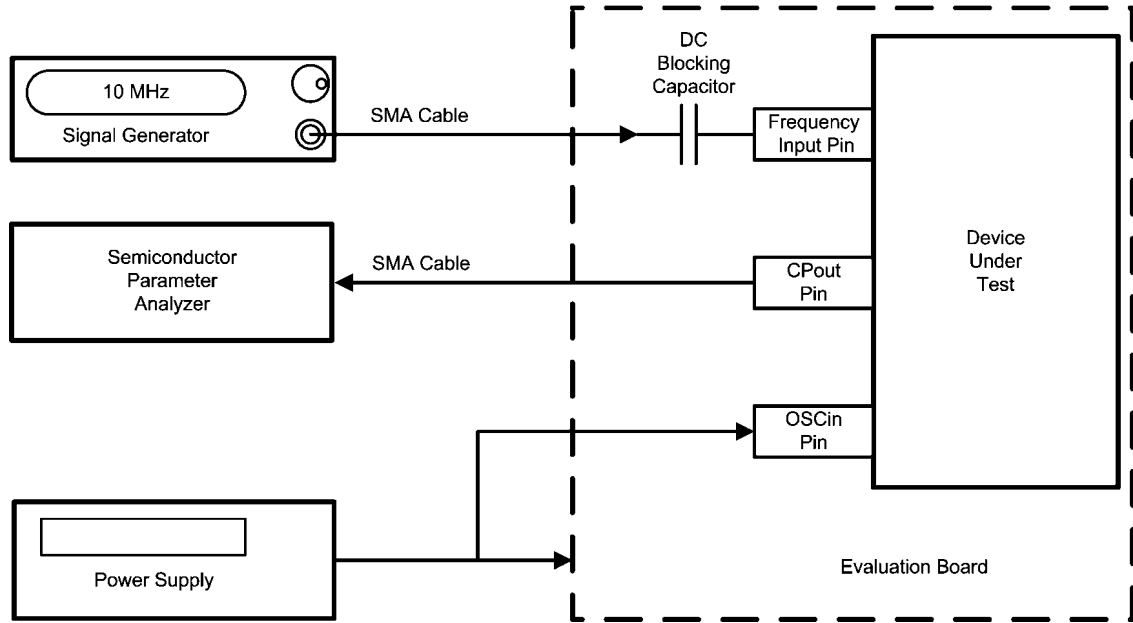 DC
Blocking
Capacitor
10 MHz
Signal Generator
SMA Cable
Frequency
Input Pin
Semiconductor
Parameter
Analyzer
SMA Cable
CPout
Pin
Device
Under
Test
OSCin
Pin
Power Supply
Evaluation Board